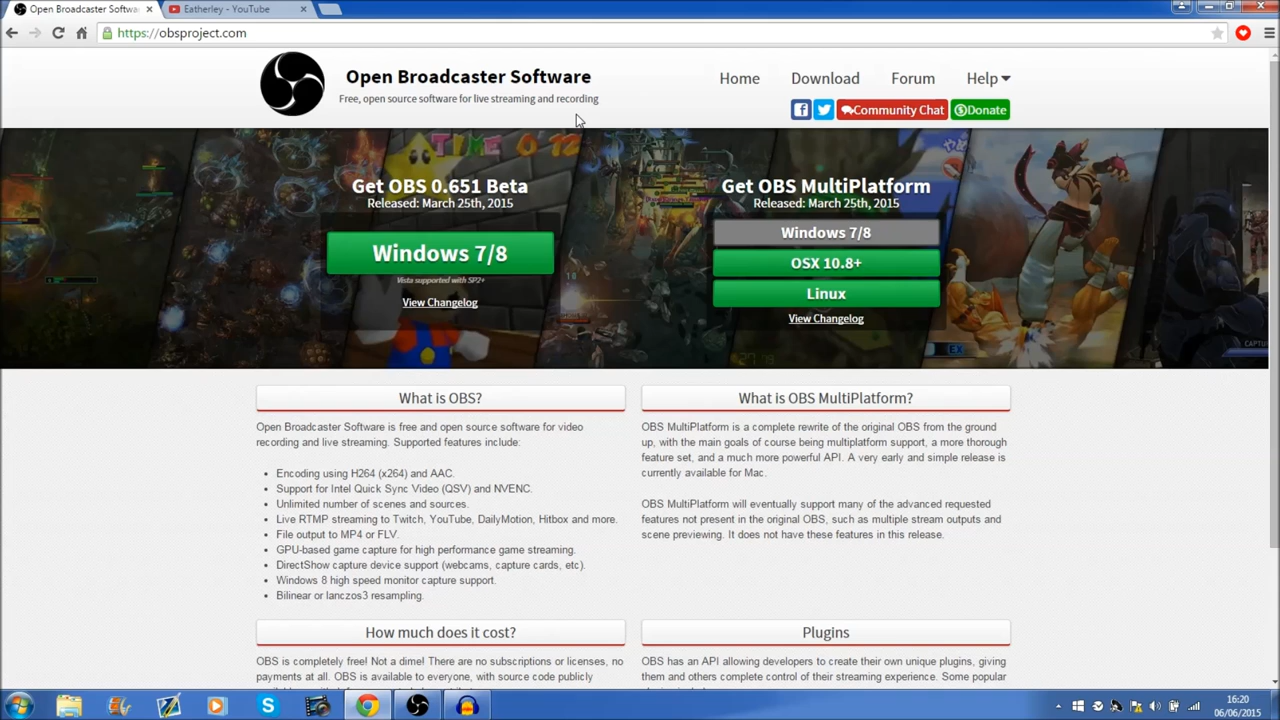 Open Broadcaster Softwa
Eatherley - YouTube
https://obsproject.com
Open Broadcaster Software
Free, open source software for live streaming and recording
Home
Download
Forum
Help
Community Chat
Donate
TIME
Get OBS 0.651 Beta
Released: March 25th, 2015
Windows 7/8
Vista supported with SP2+
View Changelog
Get OBS MultiPlatform
Released: March 25th, 2015
Windows 7/8
OSX 10.8+
Linux
View Changelog
EX
What is OBS?
Open Broadcaster Software is free and open source software for video
recording and live streaming. Supported features include:
• Encoding using H264 (x264) and AAC.
• Support for Intel Quick Sync Video (QSV) and NVENC.
• Unlimited number of scenes and sources.
• Live RTMP streaming to Twitch, YouTube, DailyMotion, Hitbox and more.
• File output to MP4 or FLV.
• GPU-based game capture for high performance game streaming.
• DirectShow capture device support (webcams, capture cards, etc).
• Windows 8 high speed monitor capture support.
• Bilinear or lanczos3 resampling.
What is OBS MultiPlatform?
OBS MultiPlatform is a complete rewrite of the original OBS from the ground
up, with the main goals of course being multiplatform support, a more thorough
feature set, and a much more powerful API. A very early and simple release is
currently available for Mac.
OBS MultiPlatform will eventually support many of the advanced requested
features not present in the original OBS, such as multiple stream outputs and
scene previewing. It does not have these features in this release.
How much does it cost?
OBS is completely free! Not a dime! There are no subscriptions or licenses, no
payments at all. OBS is available to everyone, with source code publicly
Plugins
OBS has an API allowing developers to create their own unique plugins, giving
them and others complete control of their streaming experience. Some popular
16:20
06/06/2015